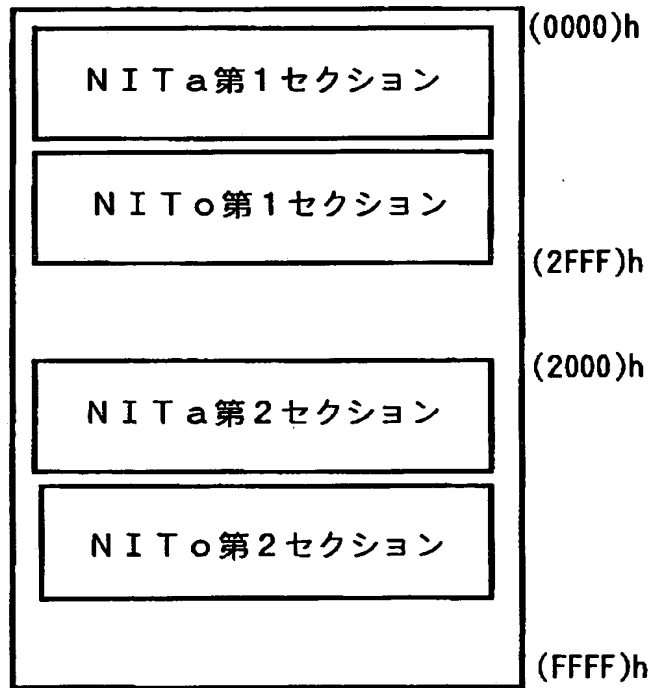 (0000)h
NITa第1セクション
NITo第1セクション
(2FFF)h
(2000)h
NITa第2セクション
NITo第2セクション
(FFFF)h